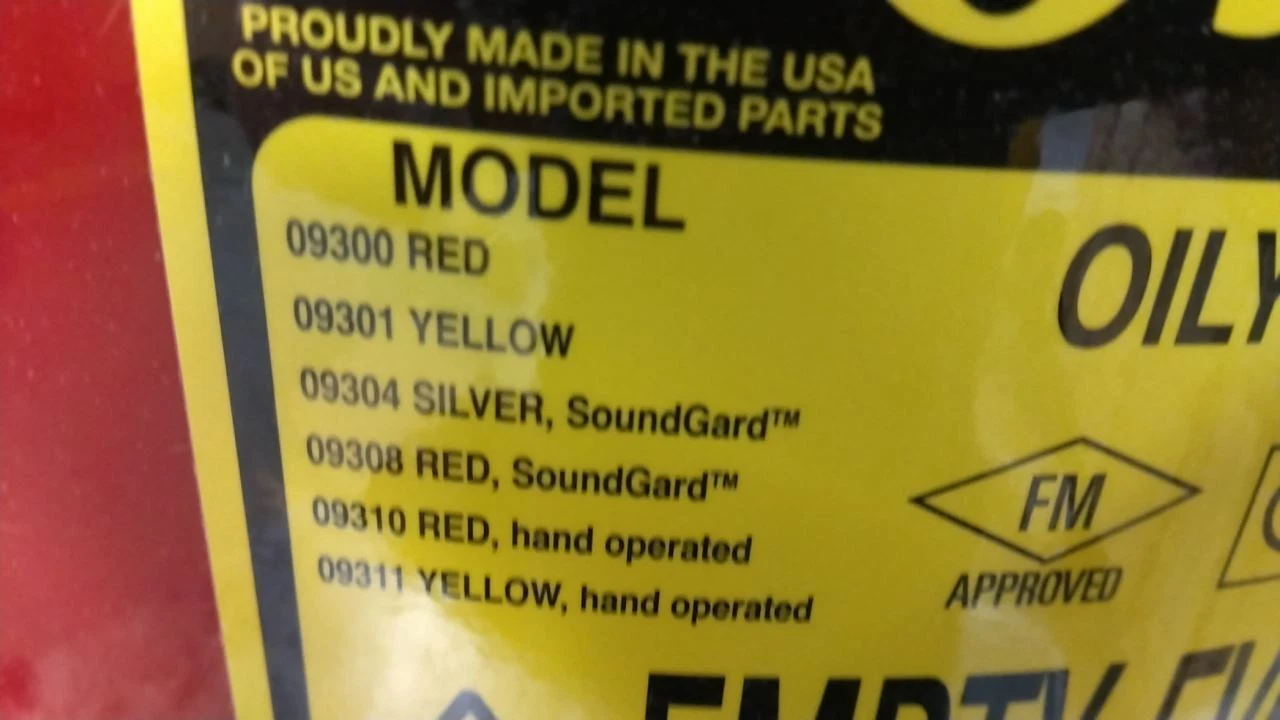 PROUDLY MADE IN THE USA
OF US AND IMPORTED PARTS
MODEL
09300 RED
09301 YELLOW
09304 SILVER, SoundGard™
09308 RED, SoundGard™
09310 RED, hand operated
09311 YELLOW, hand operated
OILY
FM
APPROVED
EMPTY